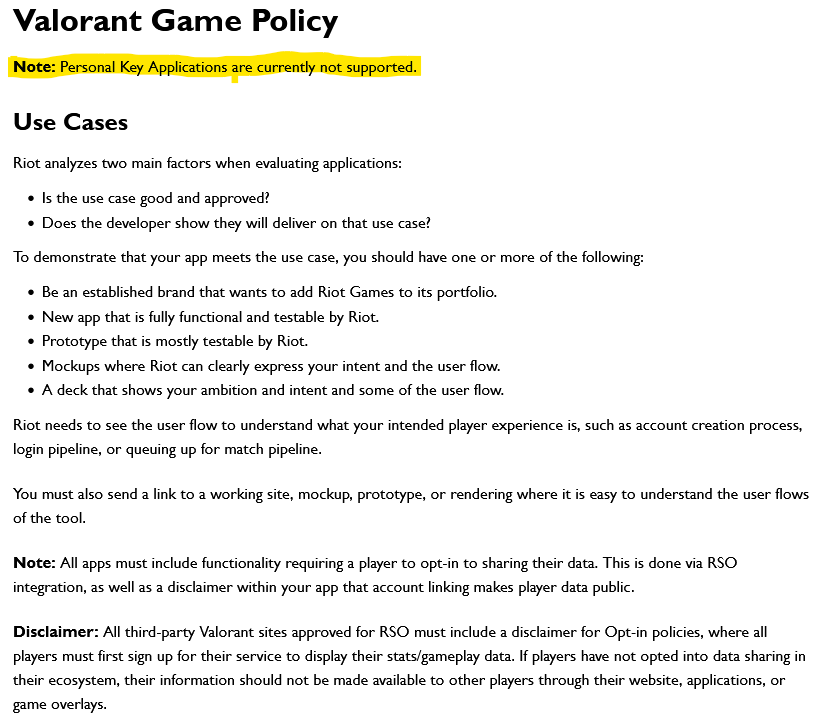 Valorant Game Policy
Note: Personal Key Applications are currently not supported.
Use Cases
Riot analyzes two main factors when evaluating applications:
• Is the use case good and approved?
• Does the developer show they will deliver on that use case?
To demonstrate that your app meets the use case, you should have one or more of the following:
• Be an established brand that wants to add Riot Games to its portfolio.
• New app that is fully functional and testable by Riot.
• Prototype that is mostly testable by Riot.
• Mockups where Riot can clearly express your intent and the user flow.
• A deck that shows your ambition and intent and some of the user flow.
Riot needs to see the user flow to understand what your intended player experience is, such as account creation process,
login pipeline, or queuing up for match pipeline.
You must also send a link to a working site, mockup, prototype, or rendering where it is easy to understand the user flows
of the tool.
Note: All apps must include functionality requiring a player to opt-in to sharing their data. This is done via RSO
integration, as well as a disclaimer within your app that account linking makes player data public.
Disclaimer: All third-party Valorant sites approved for RSO must include a disclaimer for Opt-in policies, where all
players must first sign up for their service to display their stats/gameplay data. If players have not opted into data sharing in
their ecosystem, their information should not be made available to other players through their website, applications, or
game overlays.